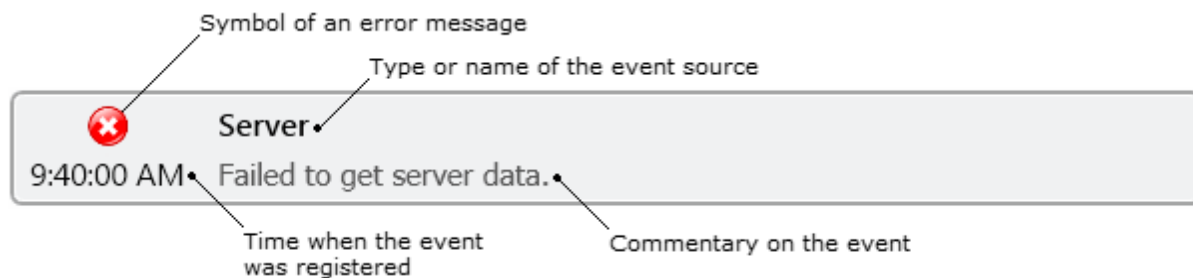 Symbol of an error message
Type or name of the event source
Server
9:40:00 AM Failed to get server data.
Time when the event
was registered
Commentary on the event